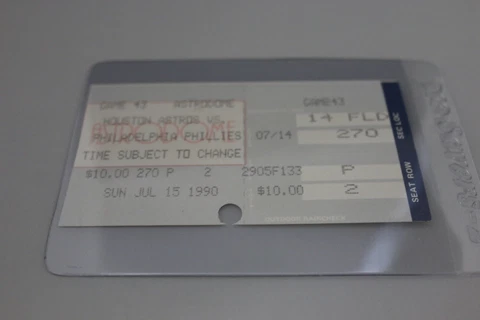 GAME 43 ASTRODOME
HOUSTON ASTROS VS.
ASTRODOME
PHILADELPHIA PHILLIES
TIME SUBJECT TO CHANGE
$10.00 270 P 2 2905F133
SUN JUL 15 1990
GAME43
14 FLD
07/14 270
P
$10.00 2
SEC LOC
SEAT ROW